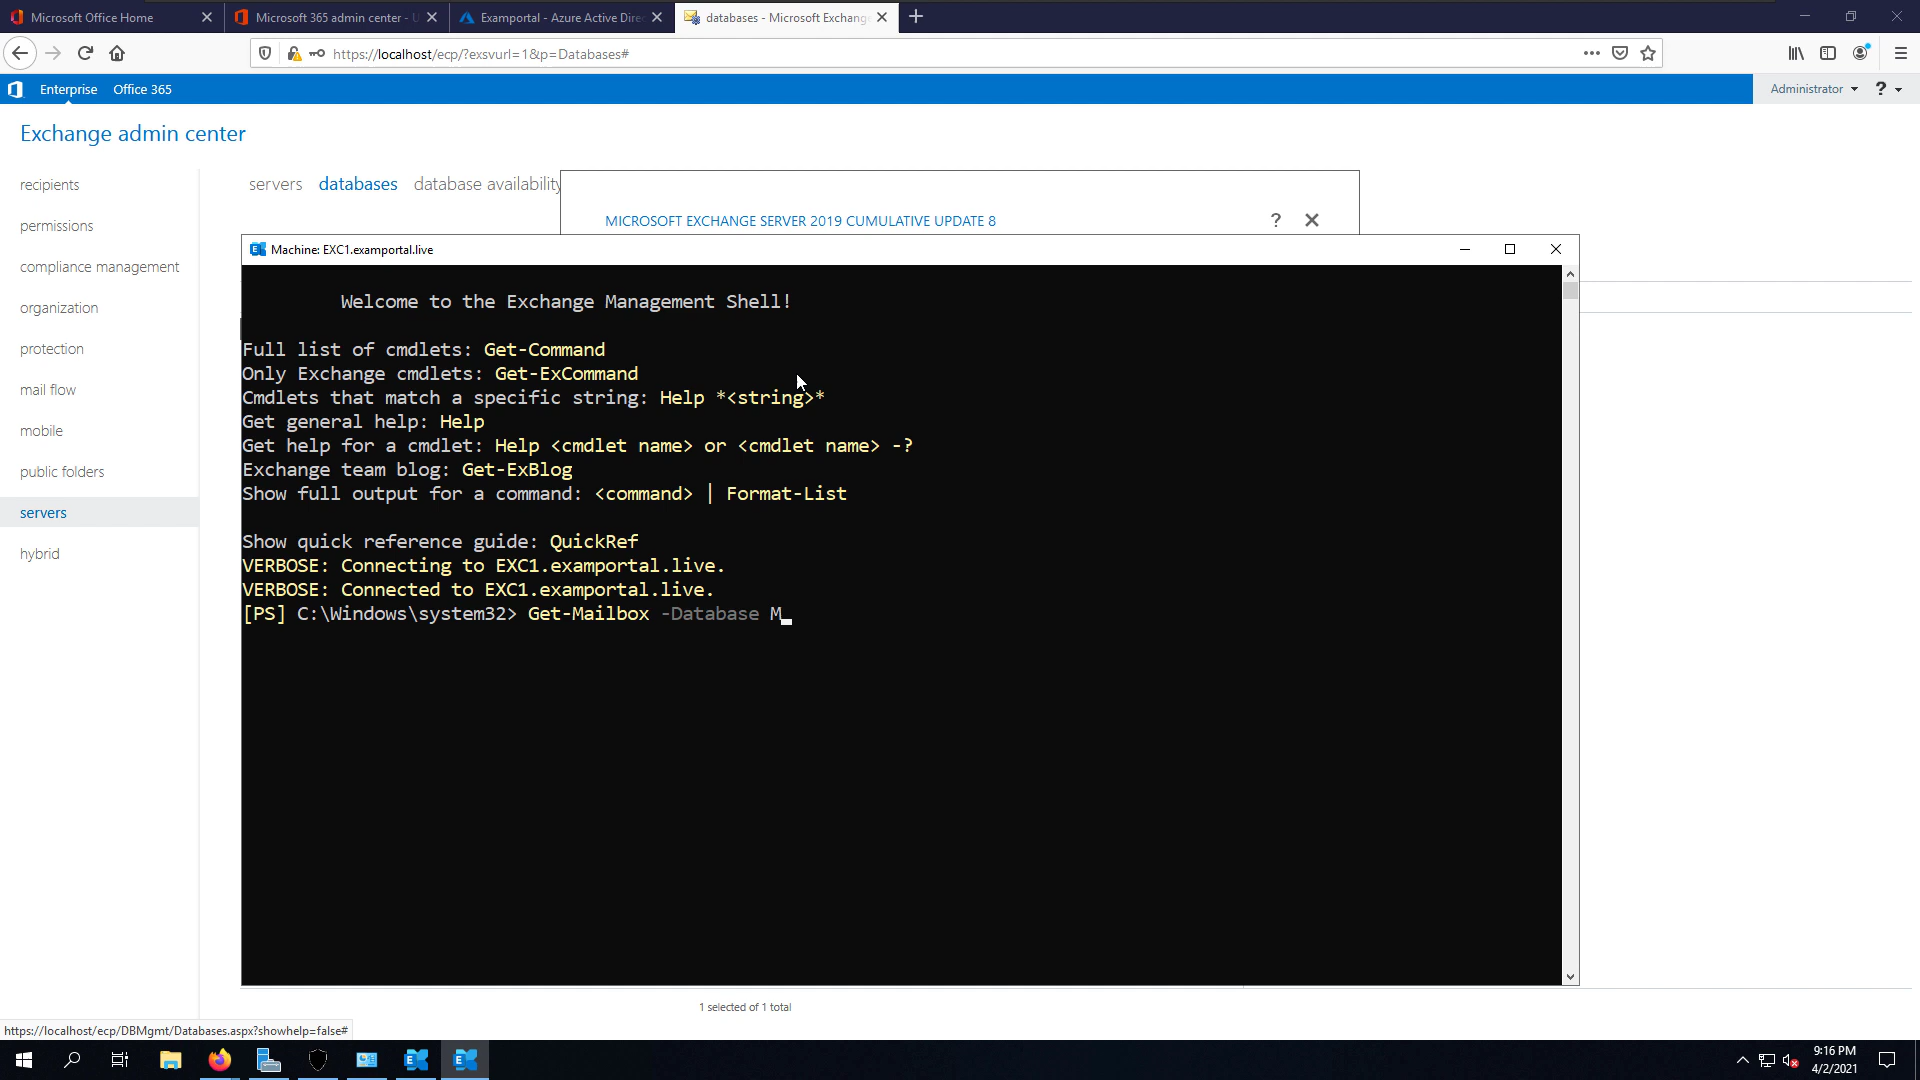 Microsoft Office Home
Microsoft 365 admin center - U
Examportal - Azure Active Dire
databases - Microsoft Exchange
https://localhost/ecp/?exsvurl=1&p=Databases#
Enterprise Office 365
Administrator ?
Exchange admin center
recipients
permissions
compliance management
organization
protection
mail flow
mobile
public folders
servers
hybrid
servers databases database availability
MICROSOFT EXCHANGE SERVER 2019 CUMULATIVE UPDATE 8 ?
Machine: EXC1.examportal.live
Welcome to the Exchange Management Shell!
Full list of cmdlets: Get-Command
Only Exchange cmdlets: Get-ExCommand
Cmdlets that match a specific string: Help *<string>*
Get general help: Help
Get help for a cmdlet: Help <cmdlet name> or <cmdlet name> -?
Exchange team blog: Get-ExBlog
Show full output for a command: <command> | Format-List
Show quick reference guide: QuickRef
VERBOSE: Connecting to EXC1.examportal.live.
VERBOSE: Connected to EXC1.examportal.live.
[PS] C:\Windows\system32> Get-Mailbox -Database M_
1 selected of 1 total
https://localhost/ecp/DBMgmt/Databases.aspx?showhelp=false#
9:16 PM
4/2/2021